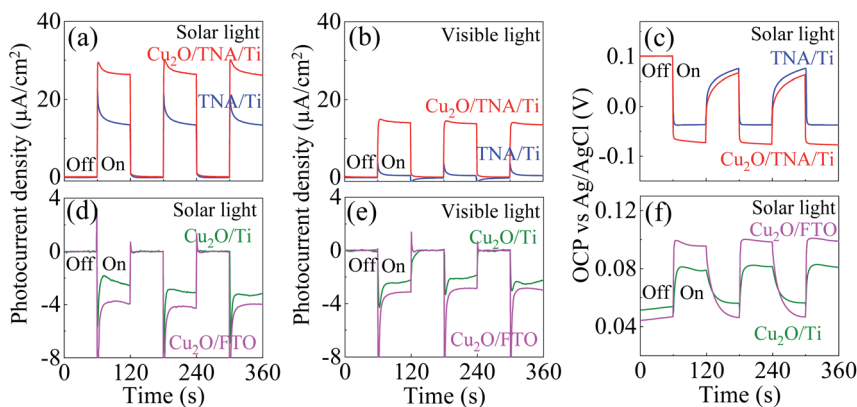 (a) Solar light
Cu₂O/TNA/Ti
TNA/Ti
Off On
Photocurrent density (μA/cm²)
40
20
0
(b) Visible light
Cu₂O/TNA/Ti
TNA/Ti
Off On
Photocurrent density (μA/cm²)
(c) Solar light
TNA/Ti
Off On
Cu₂O/TNA/Ti
0.1
0.0
-0.1
OCP vs Ag/AgCl (V)
(d) Solar light
Cu₂O/Ti
Off On
Cu₂O/FTO
4
0
-4
-8
0 120 240 360
Time (s)
(e) Visible light
Cu₂O/Ti
Off On
Cu₂O/FTO
0 120 240 360
Time (s)
(f) Solar light
Cu₂O/FTO
Off On
Cu₂O/Ti
0.12
0.08
0.04
0 120 240 360
Time (s)